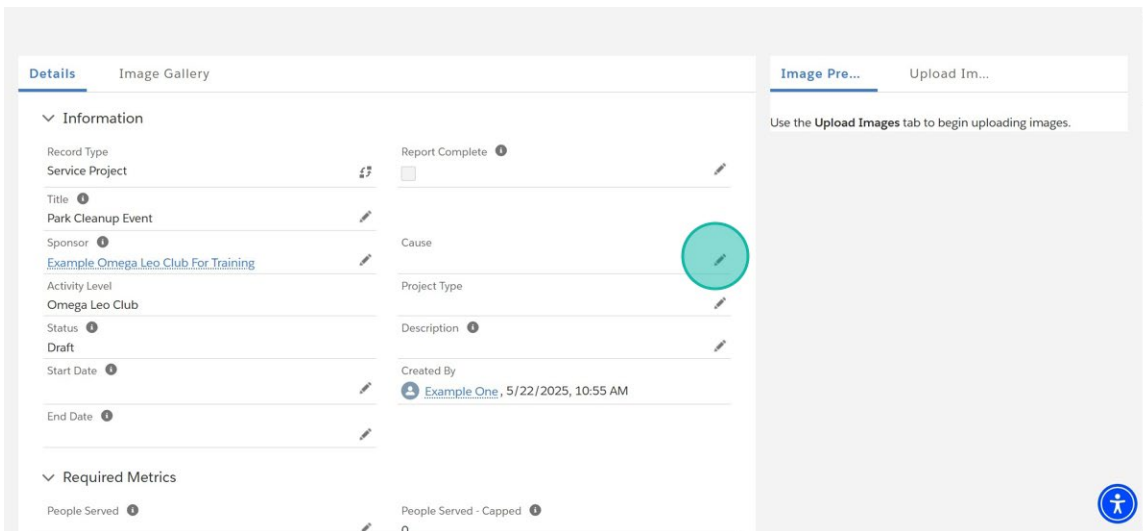 Details
Image Gallery
Image Pre...
Upload Im...
Use the Upload Images tab to begin uploading images.
Information
Record Type
Service Project
Report Complete
Title
Park Cleanup Event
Sponsor
Example Omega Leo Club For Training
Cause
Activity Level
Omega Leo Club
Project Type
Status
Draft
Description
Start Date
Created By
Example One, 5/22/2025, 10:55 AM
End Date
Required Metrics
People Served
People Served - Capped